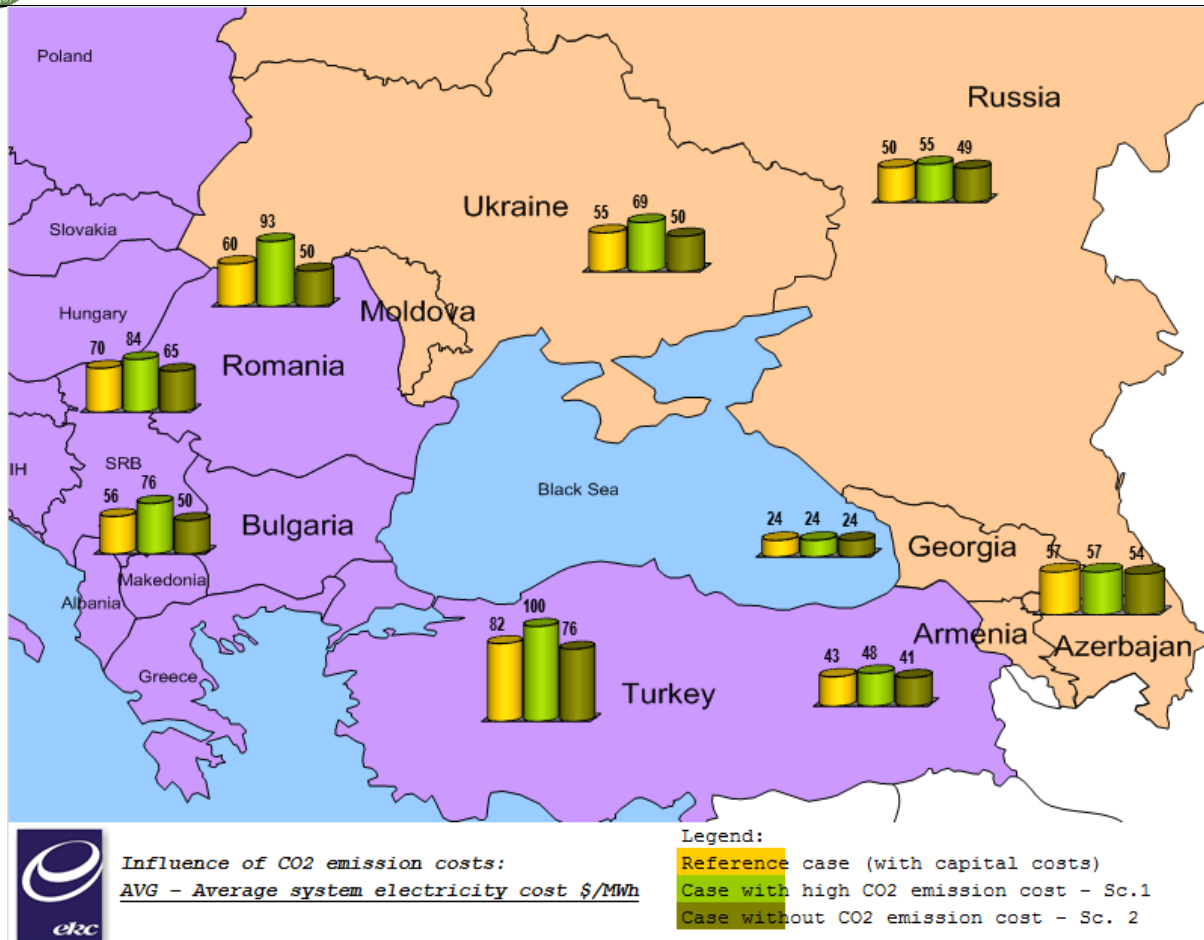 Poland
Russia
50 55 49
Ukraine
55 69 50
Slovakia
60 93 50
Hungary
Moldova
70 84 65
Romania
IH
SRB
56 76 50
Black Sea
Bulgaria
24 24 24
Georgia
57 57 54
Makedonia
Albania
82 100 76
Armenia
Azerbajan
Greece
43 48 41
Turkey
Legend:
Influence of CO2 emission costs:
AVG - Average system electricity cost $/MWh
Reference case (with capital costs)
Case with high CO2 emission cost - Sc.1
Case without CO2 emission cost - Sc. 2
ekc